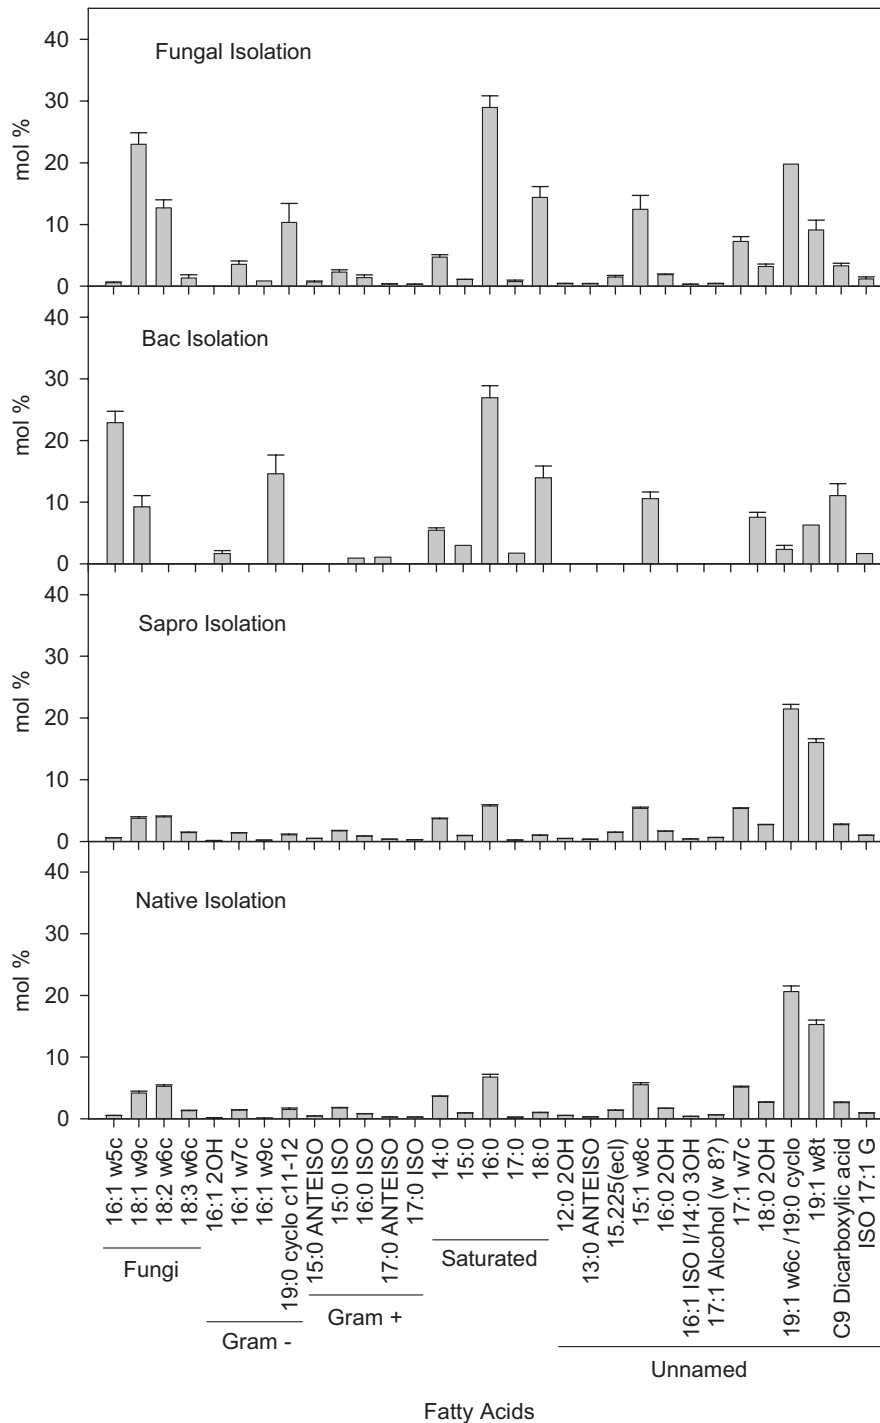 40
Fungal Isolation
30
mol %
20
10
0
40
Bac Isolation
30
mol %
20
10
0
40
Sapro Isolation
30
mol %
20
10
0
40
Native Isolation
30
mol %
20
10
0
16:1 w5c
18:1 w9c
18:2 w6c
18:3 w6c
16:1 2OH
16:1 w7c
16:1 w9c
19:0 cyclo c11-12
15:0 ANTEISO
15:0 ISO
16:0 ISO
17:0 ANTEISO
17:0 ISO
14:0
15:0
16:0
17:0
18:0
12:0 2OH
13:0 ANTEISO
15.225(ecl)
15:1 w8c
16:0 2OH
16:1 ISO I/14:0 3OH
17:1 Alcohol (w 8?)
17:1 w7c
18:0 2OH
19:1 w6c /19:0 cyclo
19:1 w8t
C9 Dicarboxylic acid
ISO 17:1 G
Fungi
Gram -
Gram +
Saturated
Unnamed
Fatty Acids